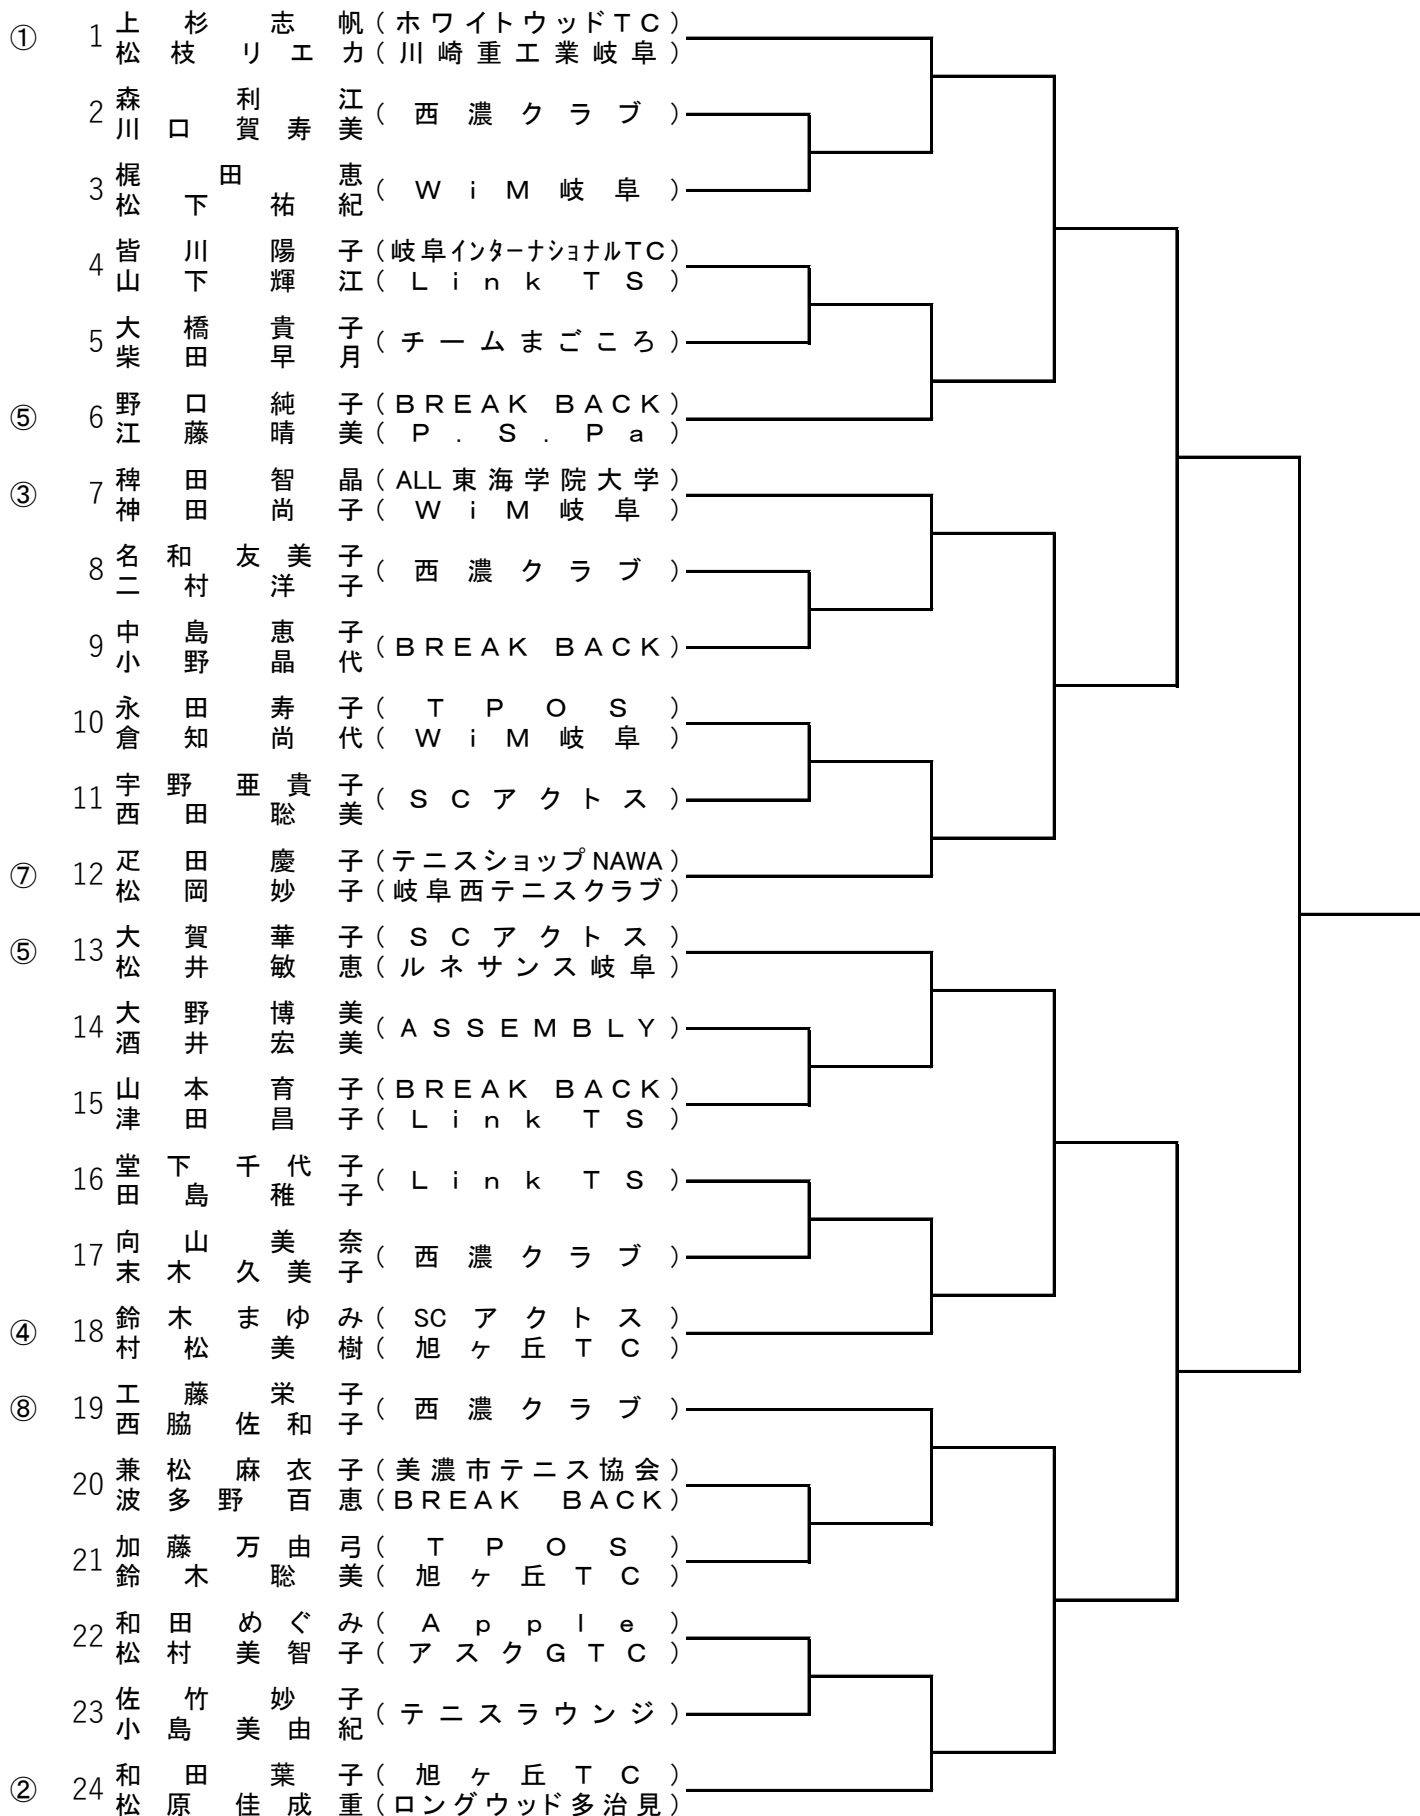 ① 1 上杉志帆 (ホワイトウッドTC)
松枝リエカ (川崎重工業岐阜)
2 森利江 (西濃クラブ)
川口賀寿美
3 梶田恵 (WiM岐阜)
松下祐紀
4 皆川陽子 (岐阜インターナショナルTC)
山下輝江 (Link TS)
5 大橋貴子 (チームまごころ)
柴田早月
⑤ 6 野口純子 (BREAK BACK)
江藤晴美 (P.S.Pa)
③ 7 稗田智晶 (ALL東海学院大学)
神田尚子 (WiM岐阜)
8 名和友美子 (西濃クラブ)
二村洋子
9 中島恵子 (BREAK BACK)
小野晶代
10 永田寿子 (TPOS)
倉知尚代 (WiM岐阜)
11 宇野亜貴子 (SCアクトス)
西田聡美
⑦ 12 疋田慶子 (テニスショップNAWA)
松岡妙子 (岐阜西テニスクラブ)
⑤ 13 大賀華子 (SCアクトス)
松井敏恵 (ルネサンス岐阜)
14 大野博美 (ASSEMBLY)
酒井宏美
15 山本育子 (BREAK BACK)
津田昌子 (Link TS)
16 堂下千代子 (Link TS)
田島稚子
17 向山美奈 (西濃クラブ)
末木久美子
④ 18 鈴木まゆみ (SCアクトス)
村松美樹 (旭ヶ丘TC)
⑧ 19 工藤栄子 (西濃クラブ)
西脇佐和子
20 兼松麻衣子 (美濃市テニス協会)
波多野百恵 (BREAK BACK)
21 加藤万由弓 (TPOS)
鈴木聡美 (旭ヶ丘TC)
22 和田めぐみ (Apple)
松村美智子 (アスクGTC)
23 佐竹妙子 (テニスラウンジ)
小島美由紀
② 24 和田葉子 (旭ヶ丘TC)
松原佳成重 (ロングウッド多治見)